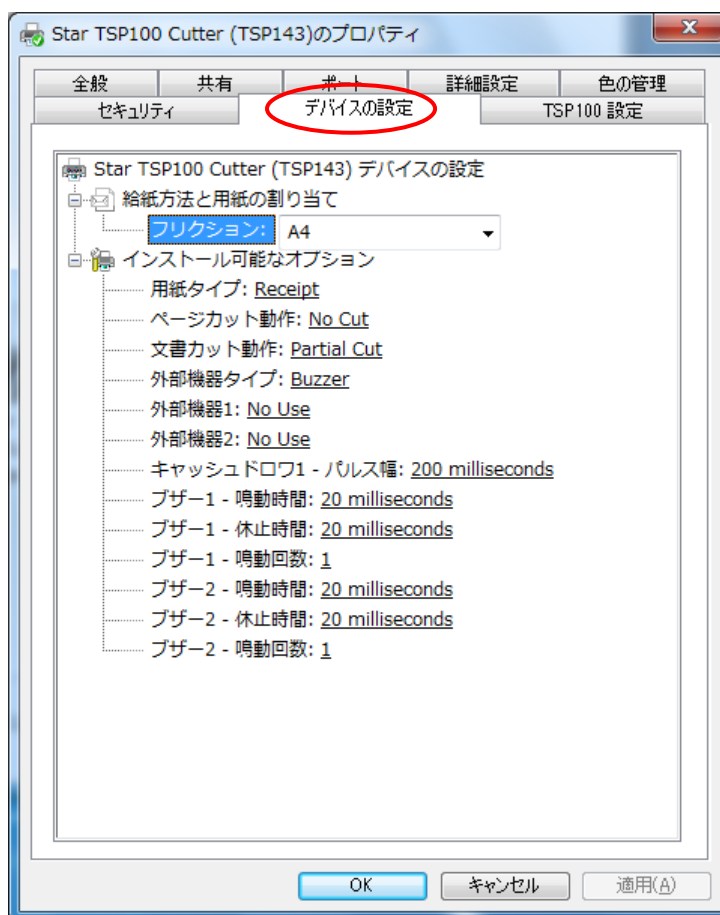 Star TSP100 Cutter (TSP143)のプロパティ
X
全般 共有 ポート 詳細設定 色の管理
セキュリティ デバイスの設定 TSP100 設定
Star TSP100 Cutter (TSP143) デバイスの設定
給紙方法と用紙の割り当て
フリクション: A4
インストール可能なオプション
用紙タイプ: Receipt
ページカット動作: No Cut
文書カット動作: Partial Cut
外部機器タイプ: Buzzer
外部機器1: No Use
外部機器2: No Use
キャッシュドロワ1 - パルス幅: 200 milliseconds
ブザー1 - 鳴動時間: 20 milliseconds
ブザー1 - 休止時間: 20 milliseconds
ブザー1 - 鳴動回数: 1
ブザー2 - 鳴動時間: 20 milliseconds
ブザー2 - 休止時間: 20 milliseconds
ブザー2 - 鳴動回数: 1
OK キャンセル 適用(A)